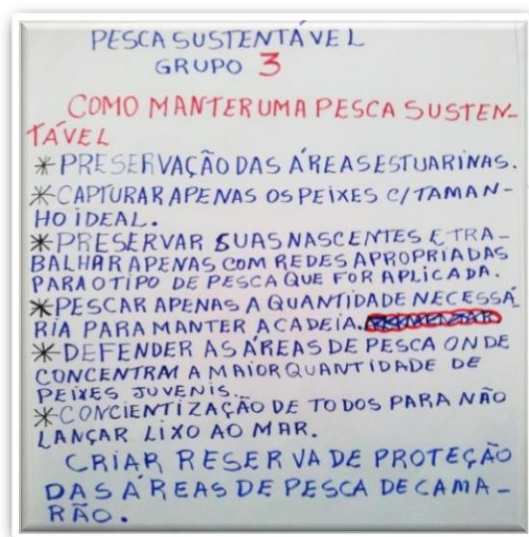 PESCA SUSTENTÁVEL
GRUPO 3
COMO MANTER UMA PESCA SUSTEN-
TÁVEL
* PRESERVAÇÃO DAS ÁREAS ESTUARINAS.
* CAPTURAR APENAS OS PEIXES C/TAMAN-
HO IDEAL.
* PRESERVAR SUAS NASCENTES E TRA-
BALHAR APENAS COM REDES APROPRIADAS
PARA O TIPO DE PESCA QUE FOR APLICADA.
* PESCAR APENAS A QUANTIDADE NECESSÁ
RIA PARA MANTER A CADEIA.
* DEFENDER AS ÁREAS DE PESCA ONDE
CONCENTRA A MAIOR QUANTIDADE DE
PEIXES JUVENIS.
* CONCIENTIZAÇÃO DE TODOS PARA NÃO
LANÇAR LIXO AO MAR.
CRIAR RESERVA DE PROTEÇÃO
DAS ÁREAS DE PESCA DE CAMA-
RÃO.